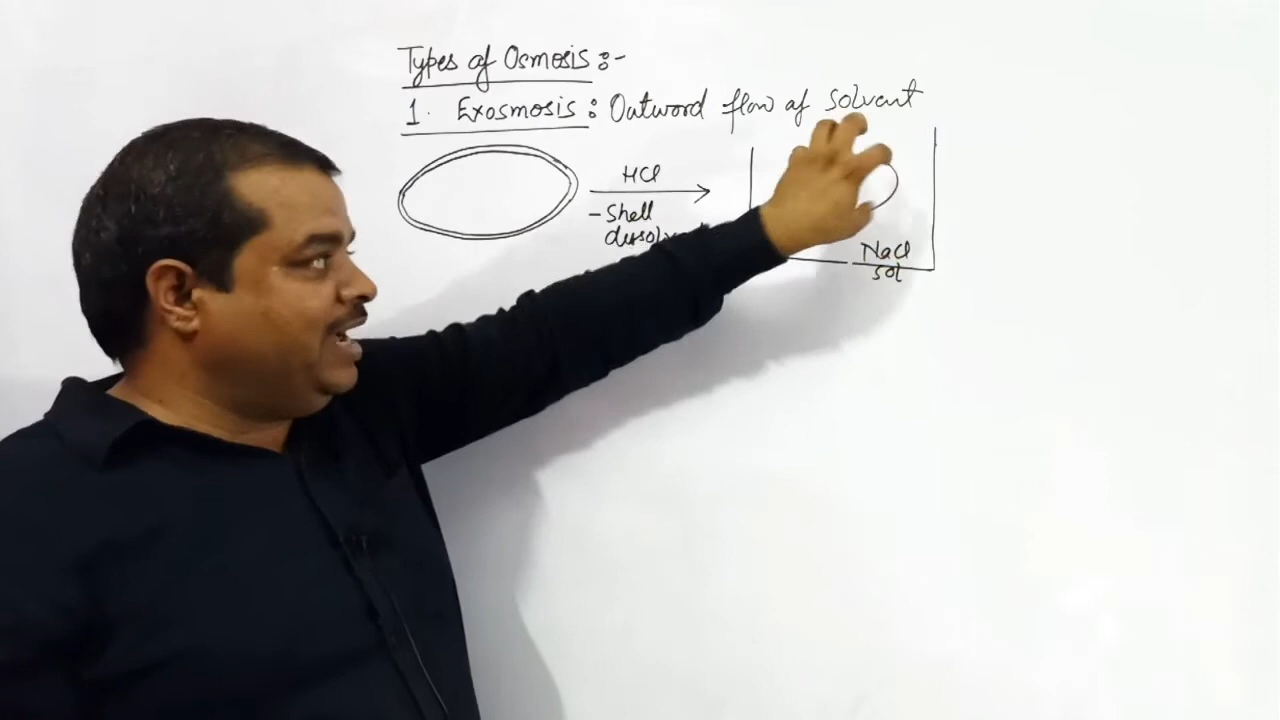 Types of Osmosis :-
1. Exosmosis : Outword flow of solvent
HCl
- Shell
NaCl
sol